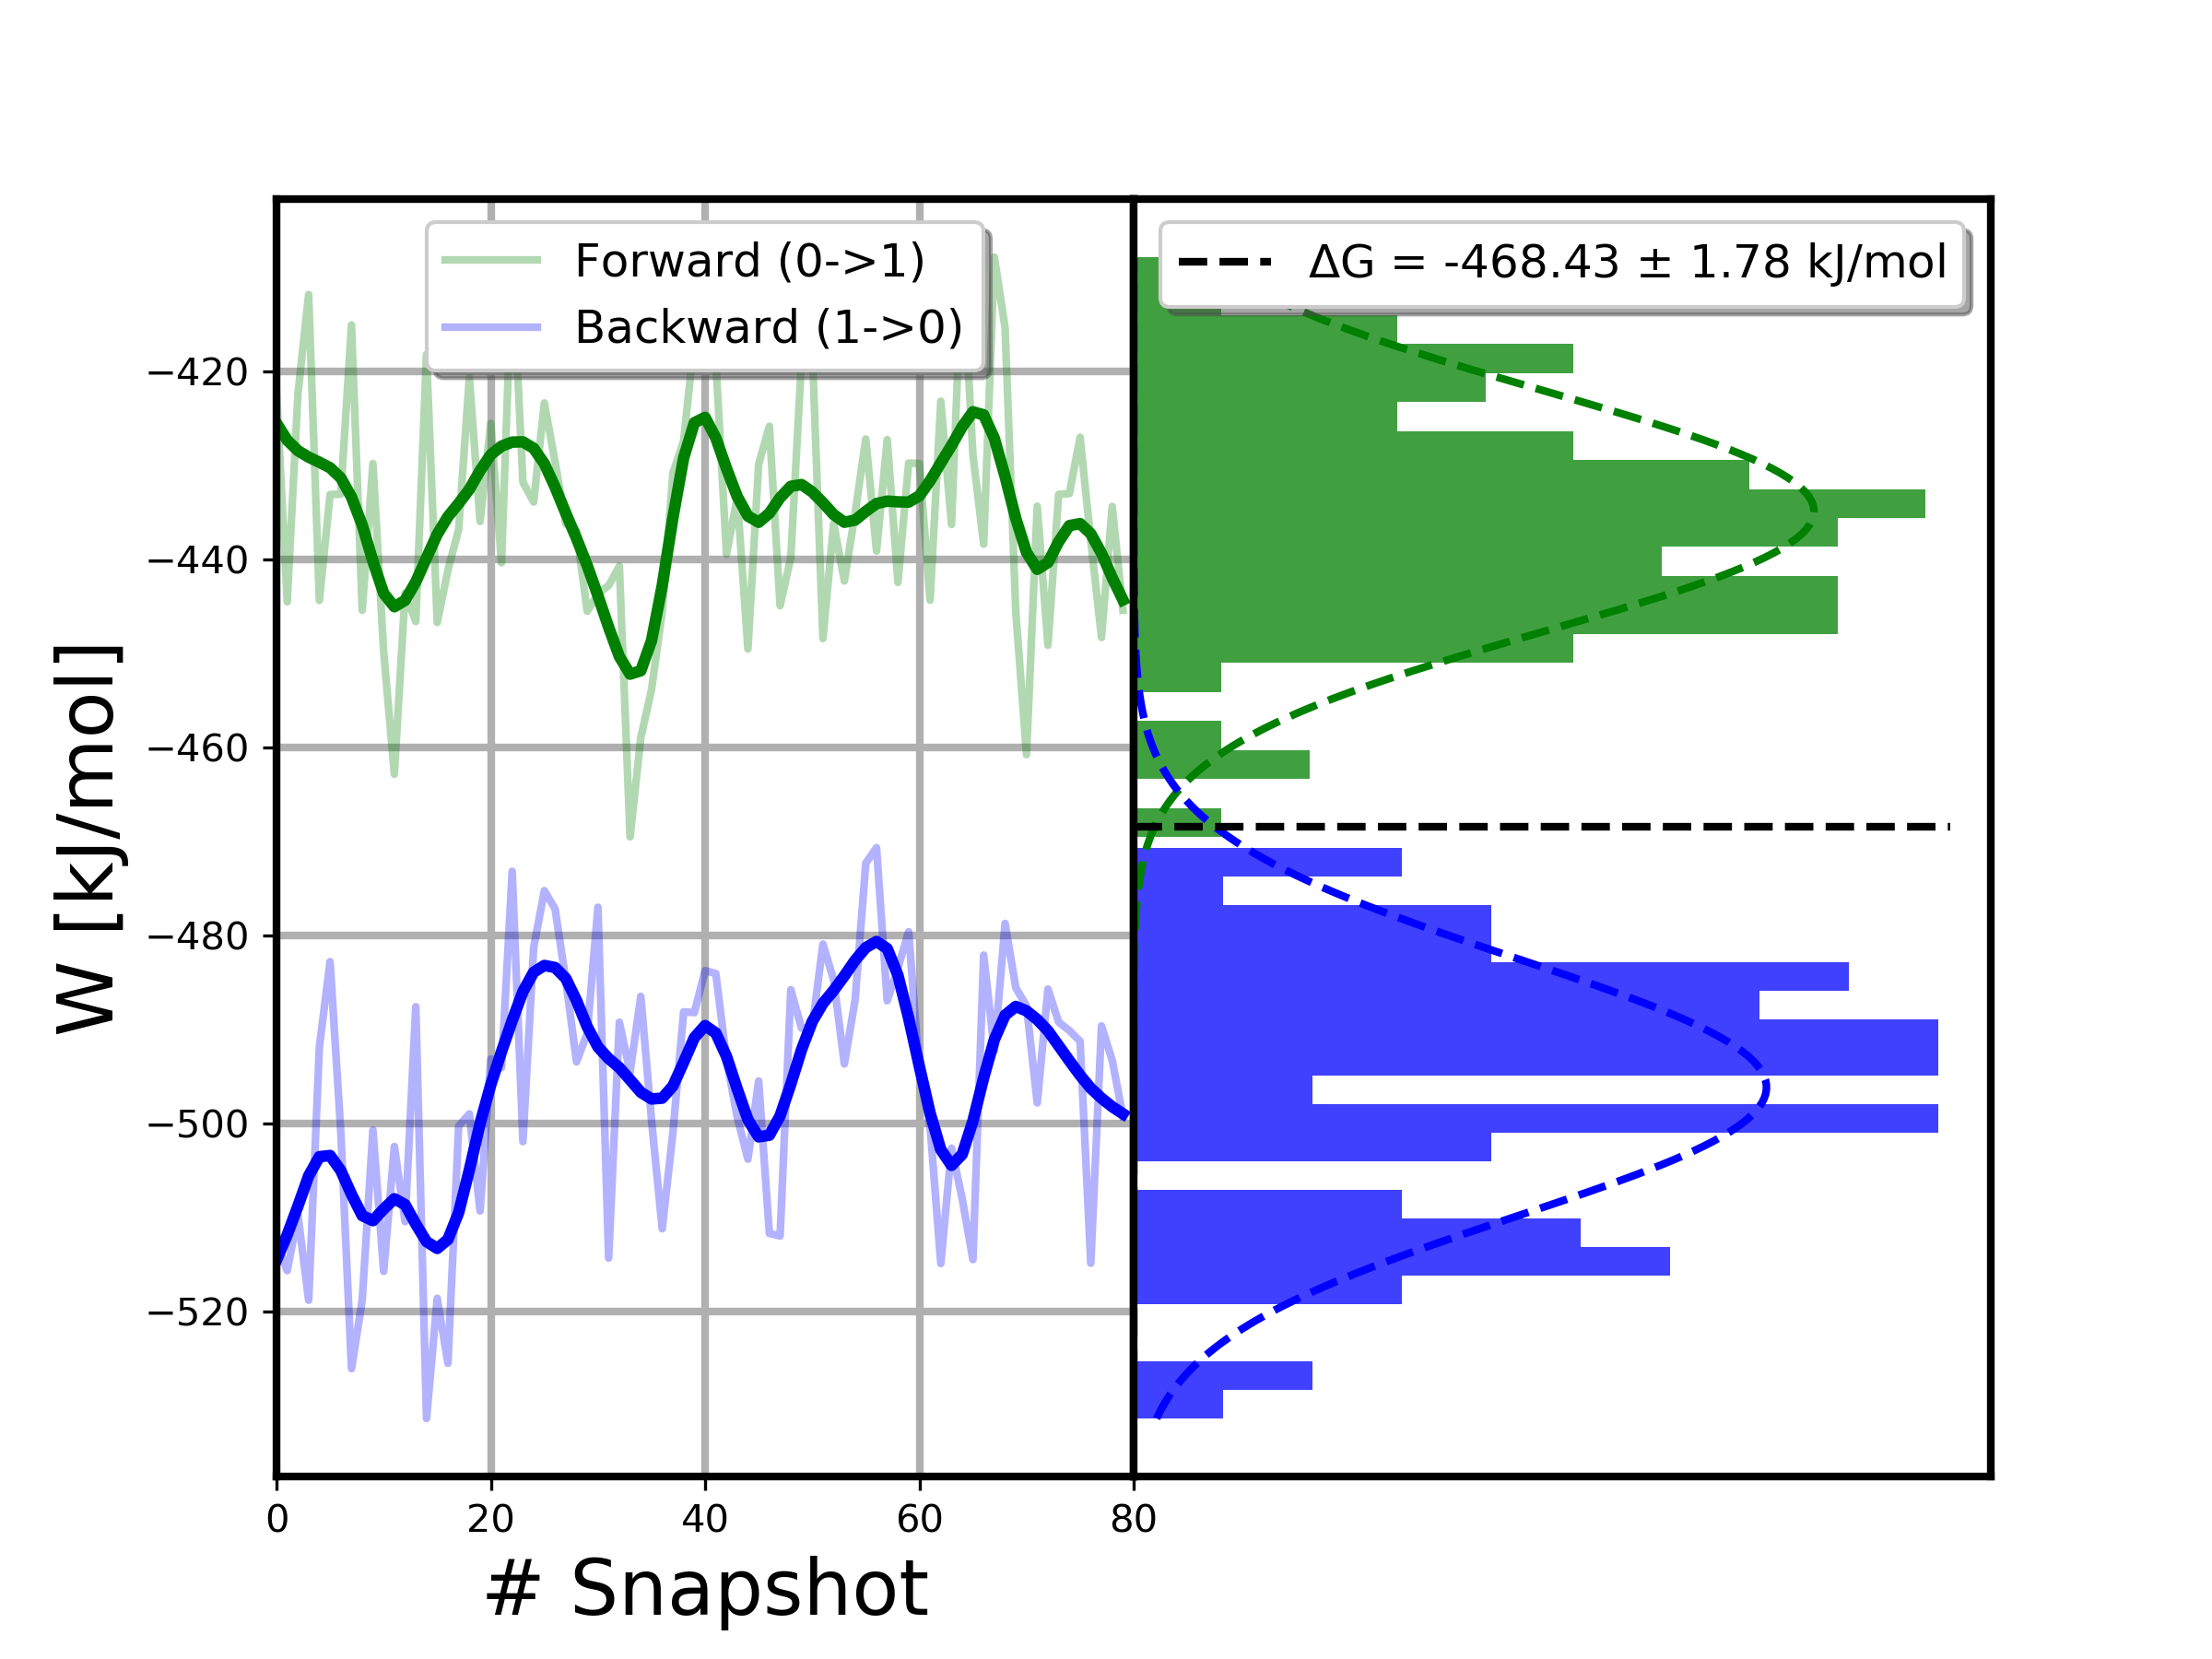 Forward (0->1)
Backward (1->0)
ΔG = -468.43 ± 1.78 kJ/mol
W [kJ/mol]
−420
−440
−460
−480
−500
−520
0 20 40 60 80
# Snapshot